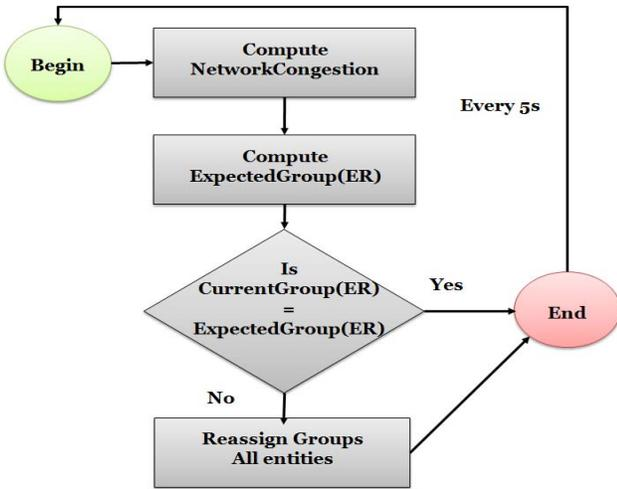 Begin
Compute
NetworkCongestion
Every 5s
Compute
ExpectedGroup(ER)
Is
CurrentGroup(ER)
=
ExpectedGroup(ER)
Yes
End
No
Reassign Groups
All entities